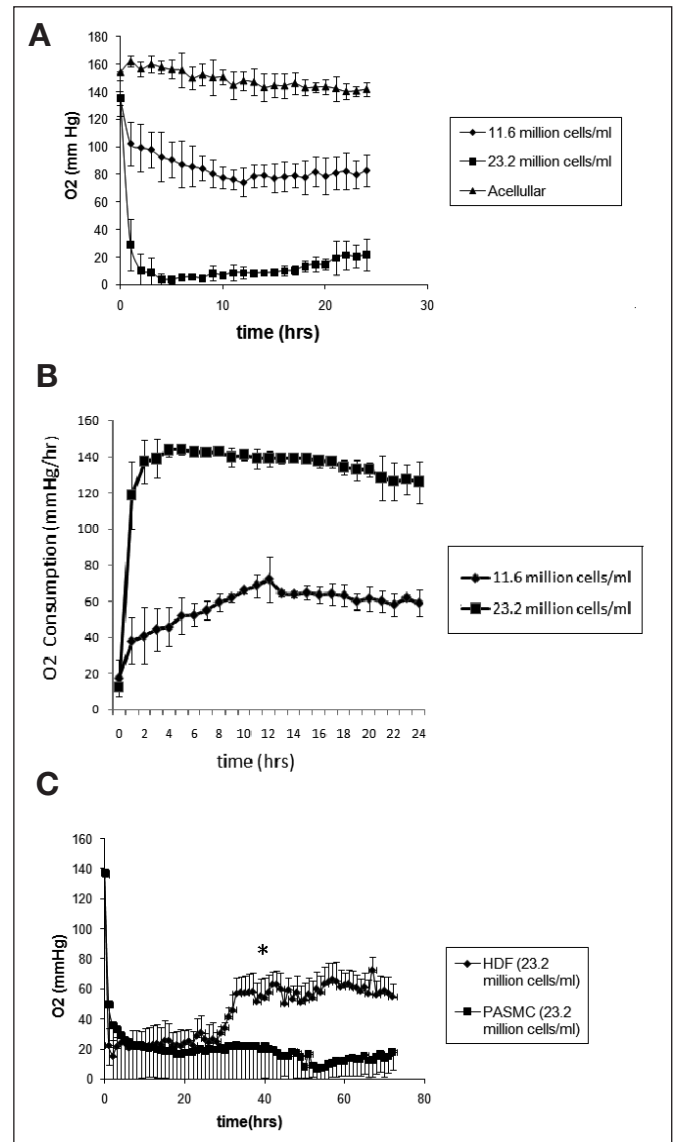 A
180
160
140
120
100
80
60
40
20
0
O2 (mm Hg)
0 10 20 30
time (hrs)
11.6 million cells/ml
23.2 million cells/ml
Acellullar
B
160
140
120
100
80
60
40
20
0
O2 Consumption (mmHg/hr)
0 2 4 6 8 10 12 14 16 18 20 22 24
time (hrs)
11.6 million cells/ml
23.2 million cells/ml
C
160
140
120
100
80
60
40
20
0
O2 (mmHg)
*
0 20 40 60 80
time(hrs)
HDF (23.2
million cells/ml)
PASMC (23.2
million cells/ml)